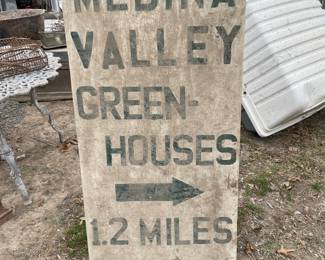 MEDINA
VALLEY
GREEN-
HOUSES
1.2 MILES